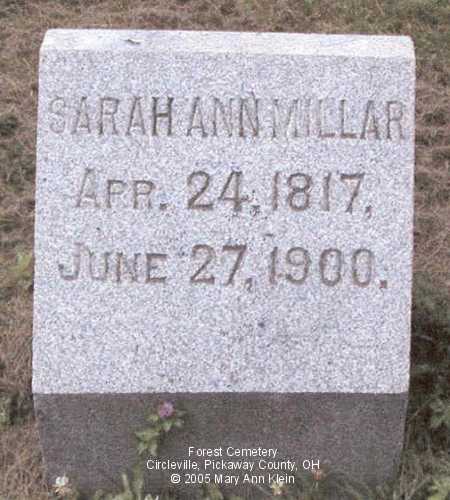 SARAH ANN MILLAR
APR. 24, 1817,
JUNE 27, 1900.
Forest Cemetery
Circleville, Pickaway County, OH
© 2005 Mary Ann Klein